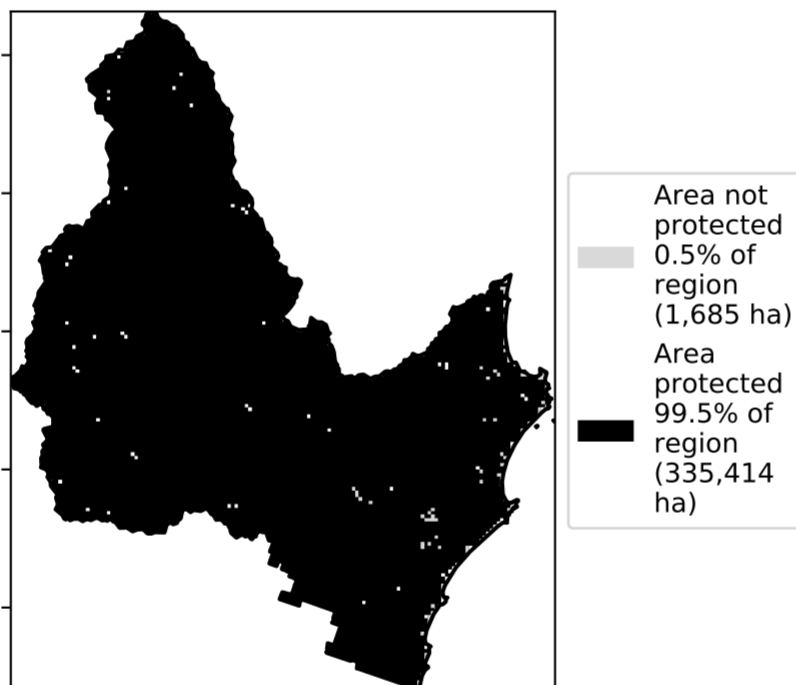 Area not
protected
0.5% of
region
(1,685 ha)
Area
protected
99.5% of
region
(335,414
ha)